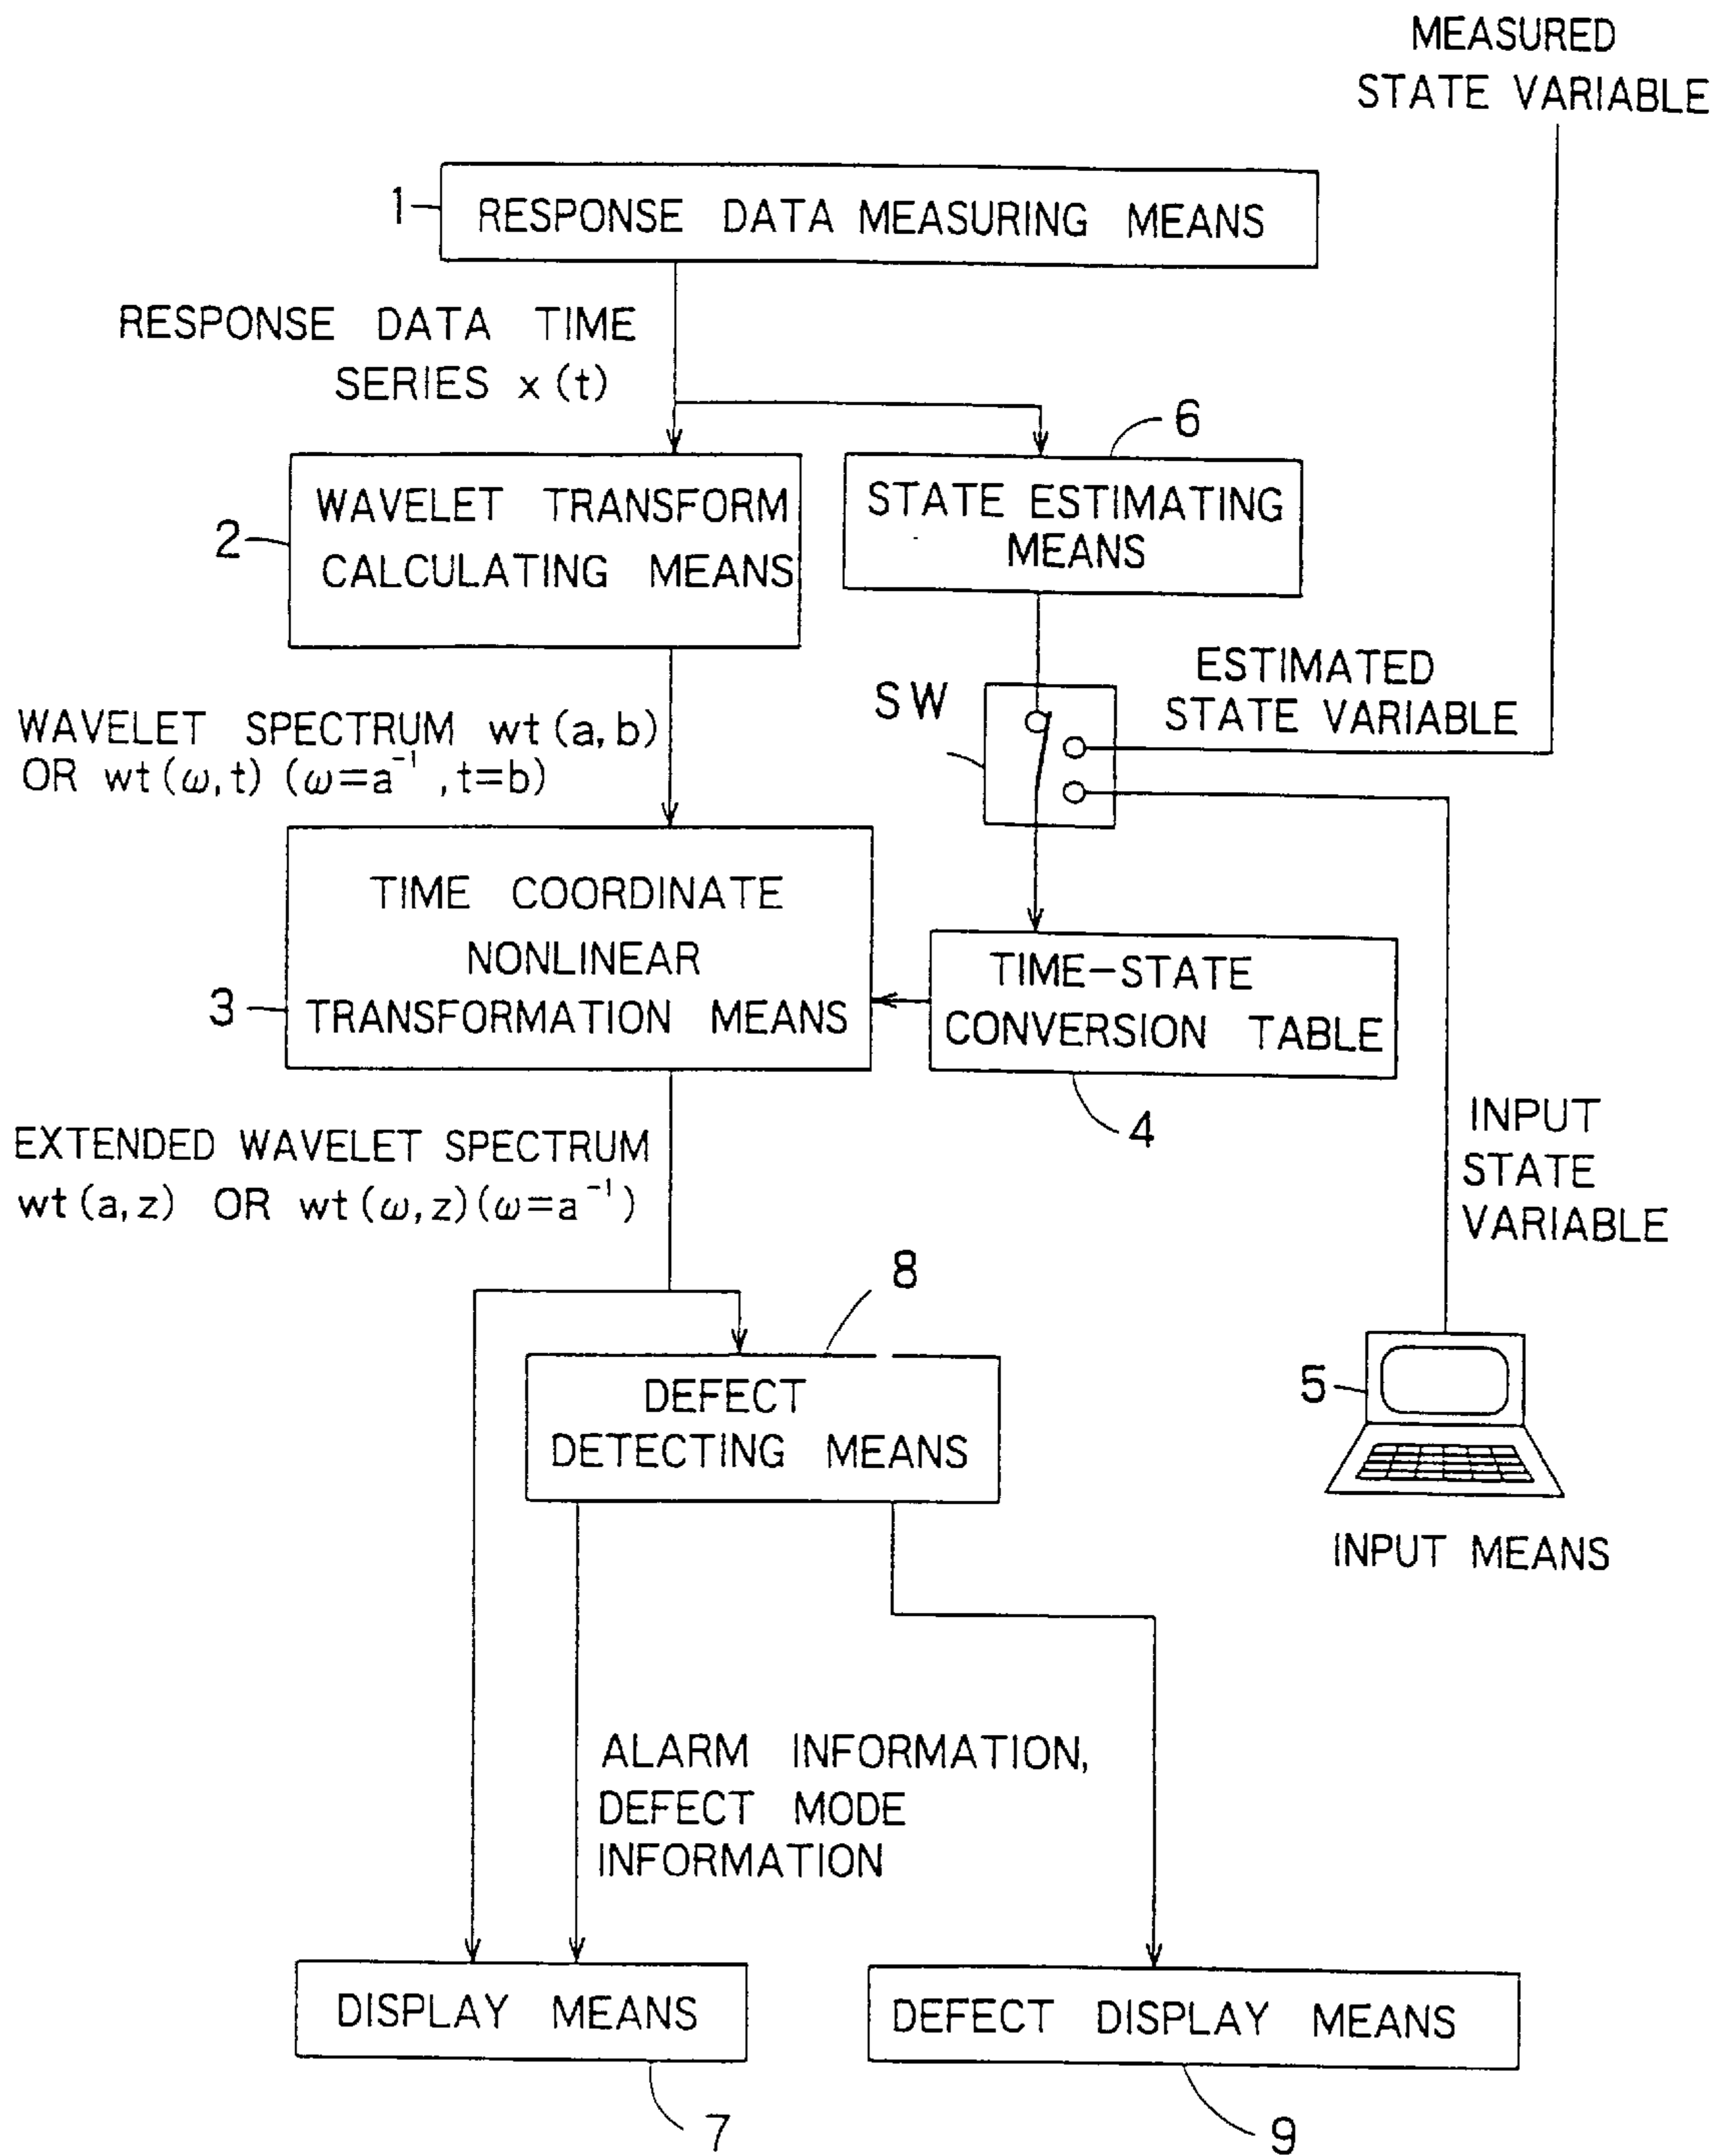 MEASURED
STATE VARIABLE
1
RESPONSE DATA MEASURING MEANS
RESPONSE DATA TIME
SERIES x(t)
6
2
WAVELET TRANSFORM
CALCULATING MEANS
STATE ESTIMATING
MEANS
SW
ESTIMATED
STATE VARIABLE
WAVELET SPECTRUM wt(a,b)
OR wt(ω,t) (ω=a⁻¹,t=b)
3
TIME COORDINATE
NONLINEAR
TRANSFORMATION MEANS
TIME-STATE
CONVERSION TABLE
4
INPUT
STATE
VARIABLE
EXTENDED WAVELET SPECTRUM
wt(a,z) OR wt(ω,z)(ω=a⁻¹)
8
DEFECT
DETECTING MEANS
5
INPUT MEANS
ALARM INFORMATION,
DEFECT MODE
INFORMATION
DISPLAY MEANS
DEFECT DISPLAY MEANS
7
9